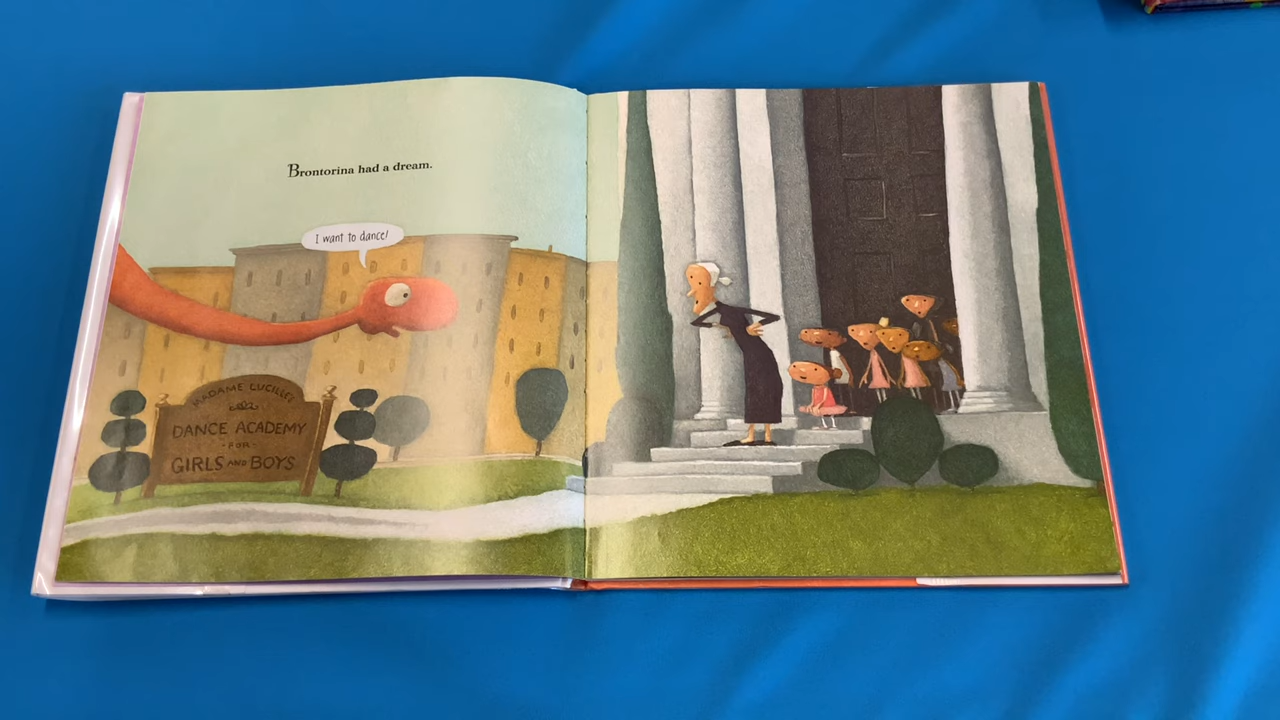 Brontorina had a dream.
I want to dance!
MADAME LUCILLE'S
DANCE ACADEMY
- FOR -
GIRLS AND BOYS